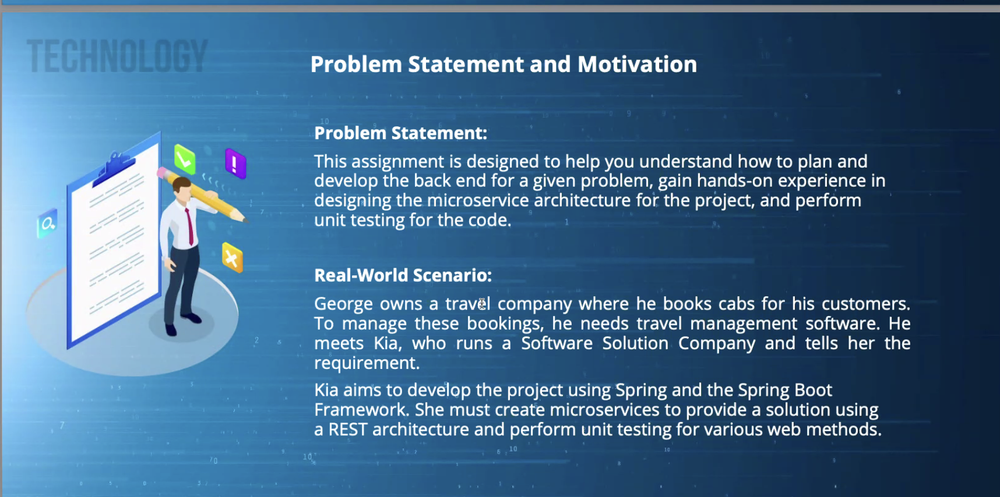 TECHNOLOGY
Problem Statement and Motivation
Problem Statement:
This assignment is designed to help you understand how to plan and
develop the back end for a given problem, gain hands-on experience in
designing the microservice architecture for the project, and perform
unit testing for the code.
Real-World Scenario:
George owns a travel company where he books cabs for his customers.
To manage these bookings, he needs travel management software. He
meets Kia, who runs a Software Solution Company and tells her the
requirement.
Kia aims to develop the project using Spring and the Spring Boot
Framework. She must create microservices to provide a solution using
a REST architecture and perform unit testing for various web methods.